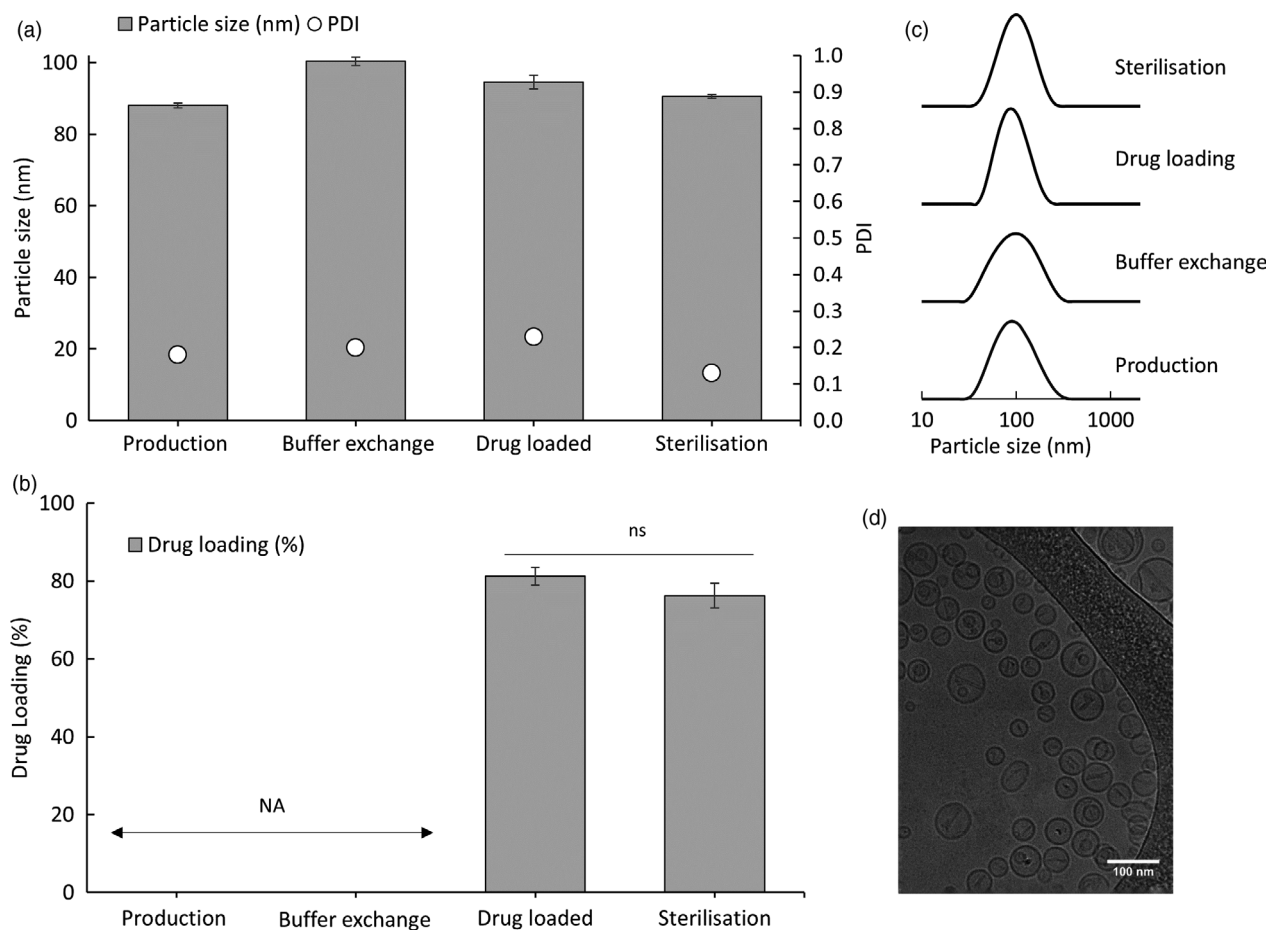 (a)
Particle size (nm) PDI
Particle size (nm)
100
80
60
40
20
0
1.0
0.9
0.8
0.7
0.6
0.5
0.4
0.3
0.2
0.1
0.0
PDI
Production Buffer exchange Drug loaded Sterilisation
(c)
Sterilisation
Drug loading
Buffer exchange
Production
10 100 1000
Particle size (nm)
(b)
Drug loading (%)
Drug Loading (%)
100
80
60
40
20
0
NA
ns
Production Buffer exchange Drug loaded Sterilisation
(d)
100 nm